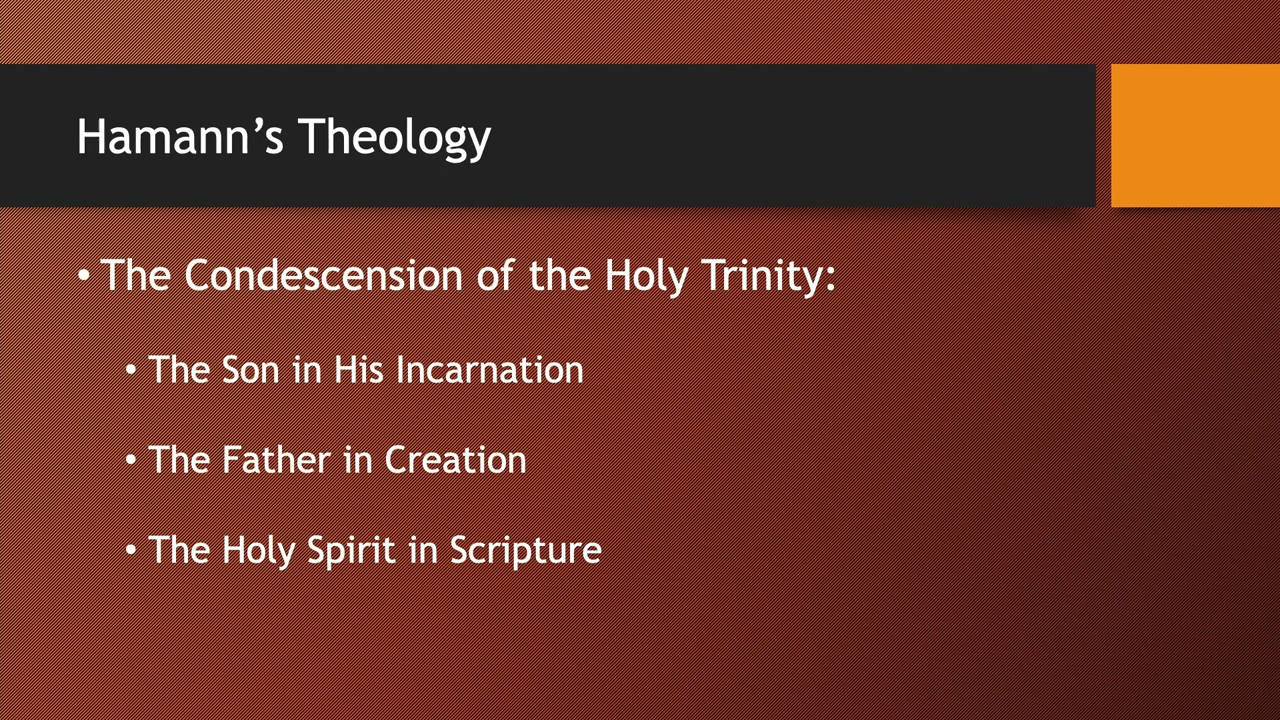 Hamann’s Theology
• The Condescension of the Holy Trinity:
• The Son in His Incarnation
• The Father in Creation
• The Holy Spirit in Scripture